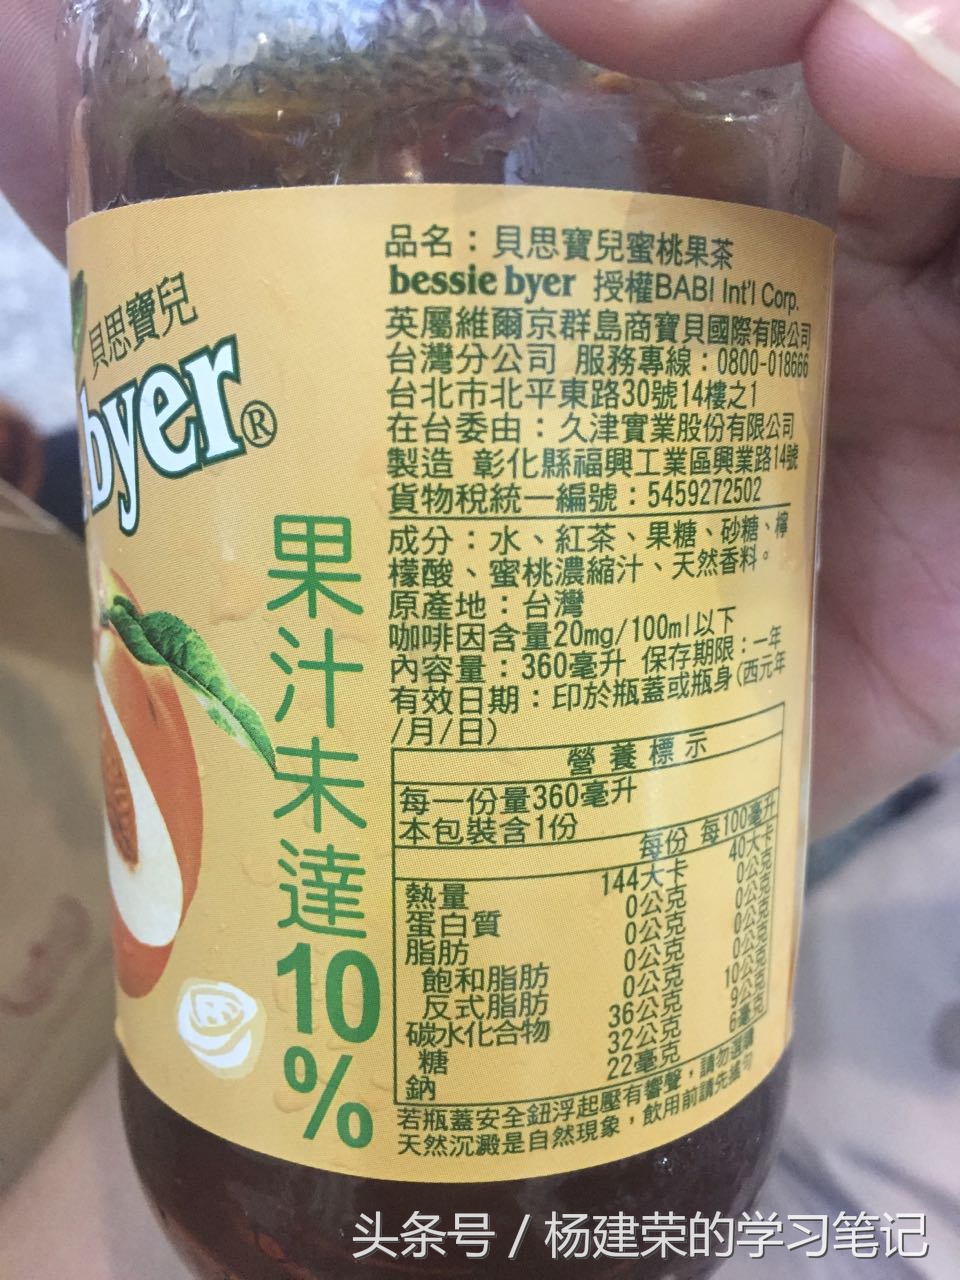 貝思寶兒
byer®
果汁未達10%
品名：貝思寶兒蜜桃果茶
bessie byer 授權BABI Int'l Corp.
英屬維爾京群島商寶貝國際有限公司
台灣分公司 服務專線：0800-018666
台北市北平東路30號14樓之1
在台委由：久津實業股份有限公司
製造 彰化縣福興工業區興業路14號
貨物稅統一編號：5459272502
成分：水、紅茶、果糖、砂糖、檸
檬酸、蜜桃濃縮汁、天然香料。
原產地：台灣
咖啡因含量20mg/100ml以下
內容量：360毫升 保存期限：一年
有效日期：印於瓶蓋或瓶身(西元年
/月/日)
營養標示
每一份量360毫升
本包裝含1份
每份 每100毫升
熱量 144大卡 40大卡
蛋白質 0公克 0公克
脂肪 0公克 0公克
飽和脂肪 0公克 0公克
反式脂肪 0公克 0公克
碳水化合物 36公克 10公克
糖 32公克 9公克
鈉 22毫克 6毫克
若瓶蓋安全鈕浮起壓有響聲，請勿選購
天然沉澱是自然現象，飲用前請先搖勻
头条号 / 杨建荣的学习笔记